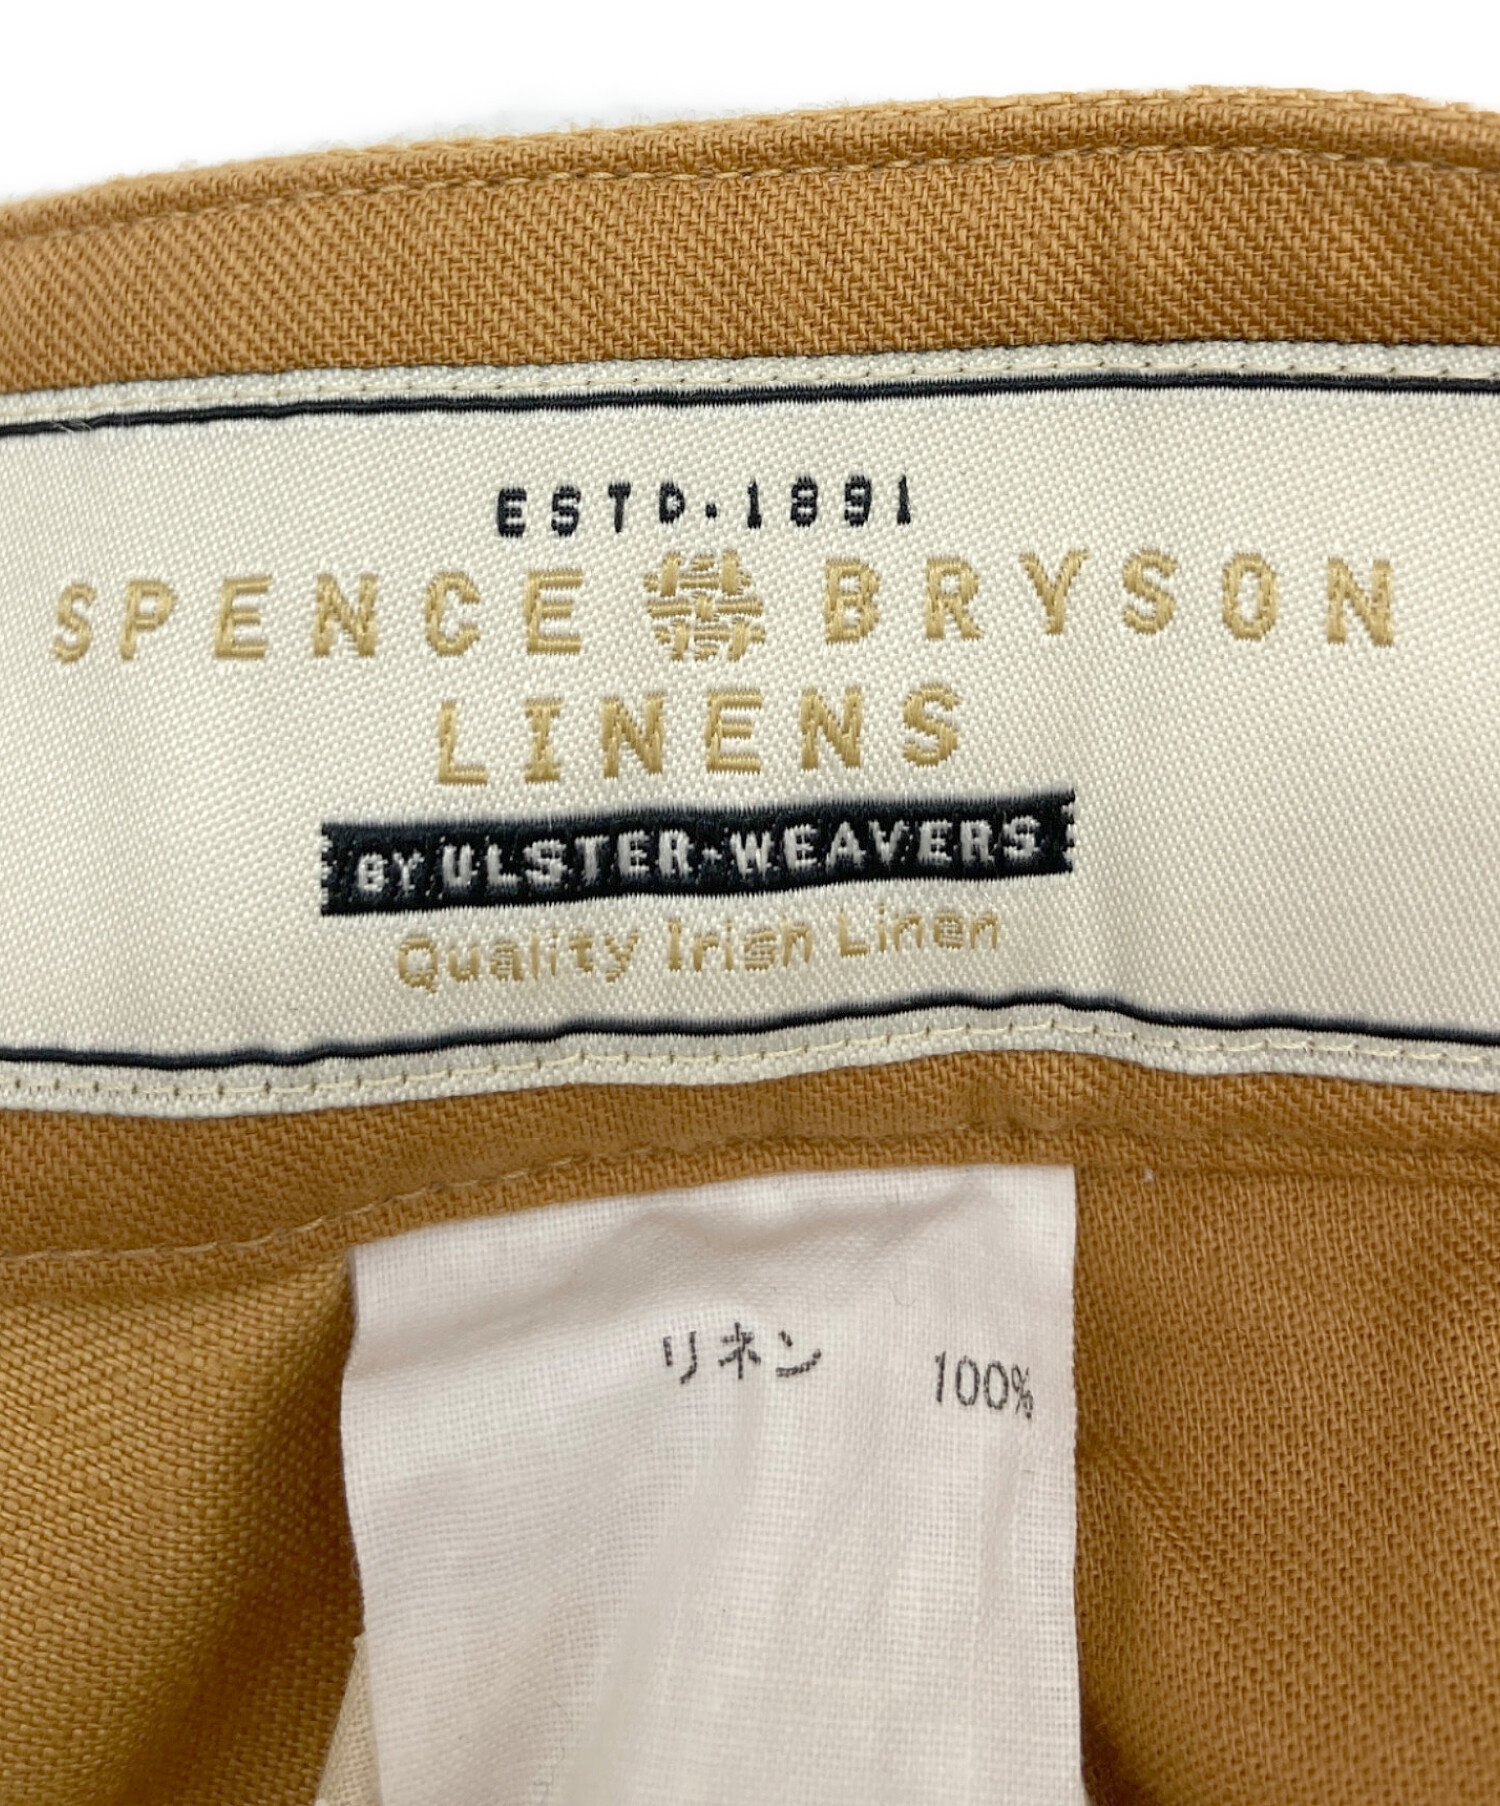 ESTD.1891
SPENCE BRYSON
LINENS
BY ULSTER-WEAVERS
Quality Irish Linen
リネン 100%